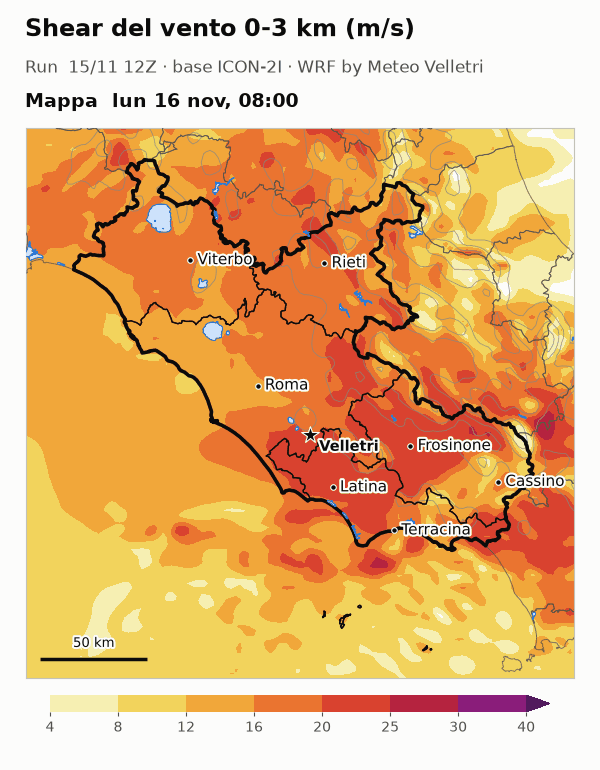 Shear del vento 0-3 km (m/s)
Run  15/11 12Z · base ICON-2I · WRF by Meteo Velletri
Mappa  lun 16 nov, 08:00
Viterbo
Rieti
Roma
Velletri
Frosinone
Latina
Cassino
Terracina
50 km
4 8 12 16 20 25 30 40